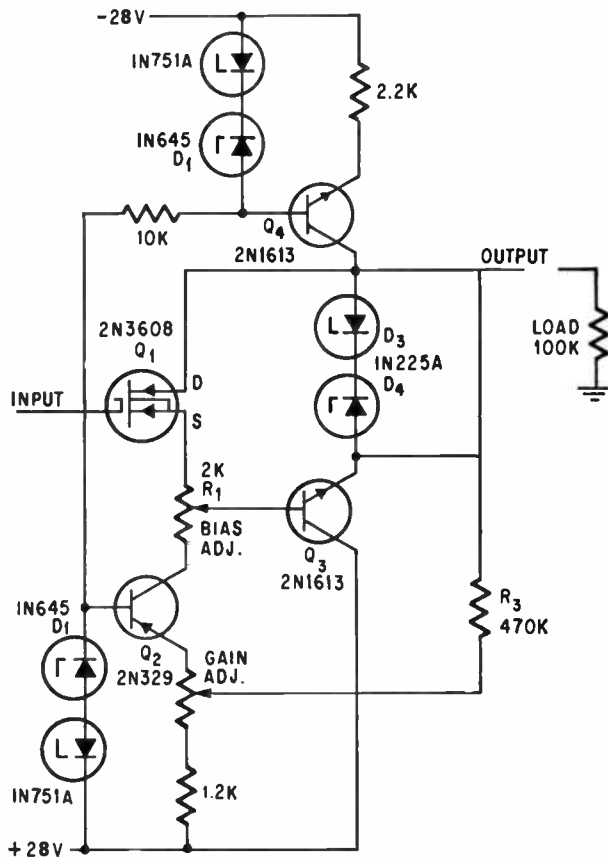 -28V
IN751A
2.2K
IN645
D1
10K
Q4
2N1613
OUTPUT
LOAD
100K
2N3608
Q1
D
S
INPUT
D3
IN225A
D4
2K
R1
BIAS
ADJ.
Q3
2N1613
IN645
D1
Q2
2N329
GAIN
ADJ.
R3
470K
IN751A
1.2K
+28V